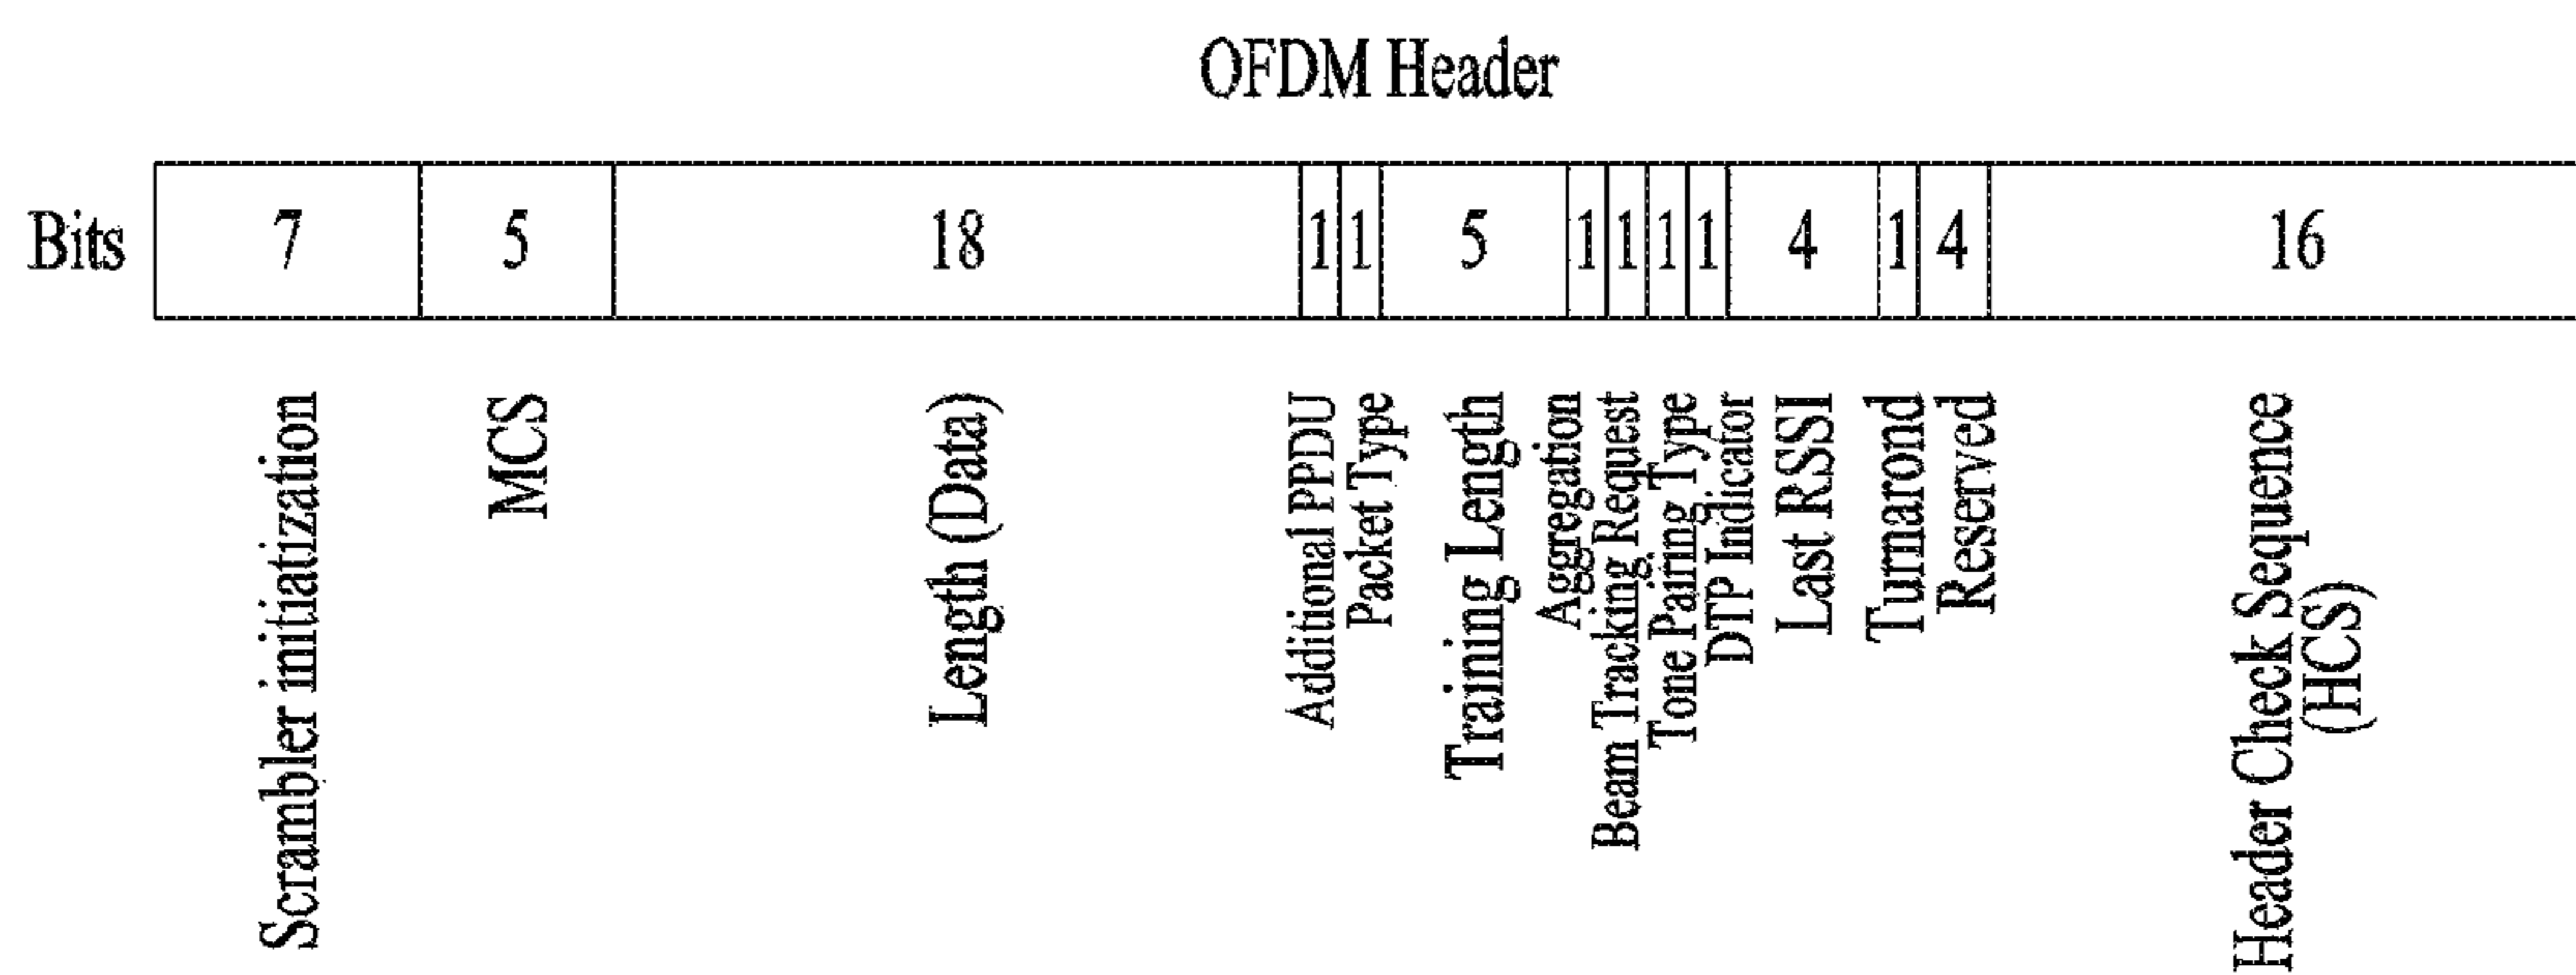 OFDM Header
Bits 7 5 18 1 1 5 1 1 1 1 4 1 4 16
Scrambler initiatization
MCS
Length (Data)
Additional PPDU
Packet Type
Training Length
Aggregation
Beam Tracking Request
Tone Pairing Type
DTP Indicator
Last RSSI
Turnarond
Reserved
Header Check Sequence
(HCS)